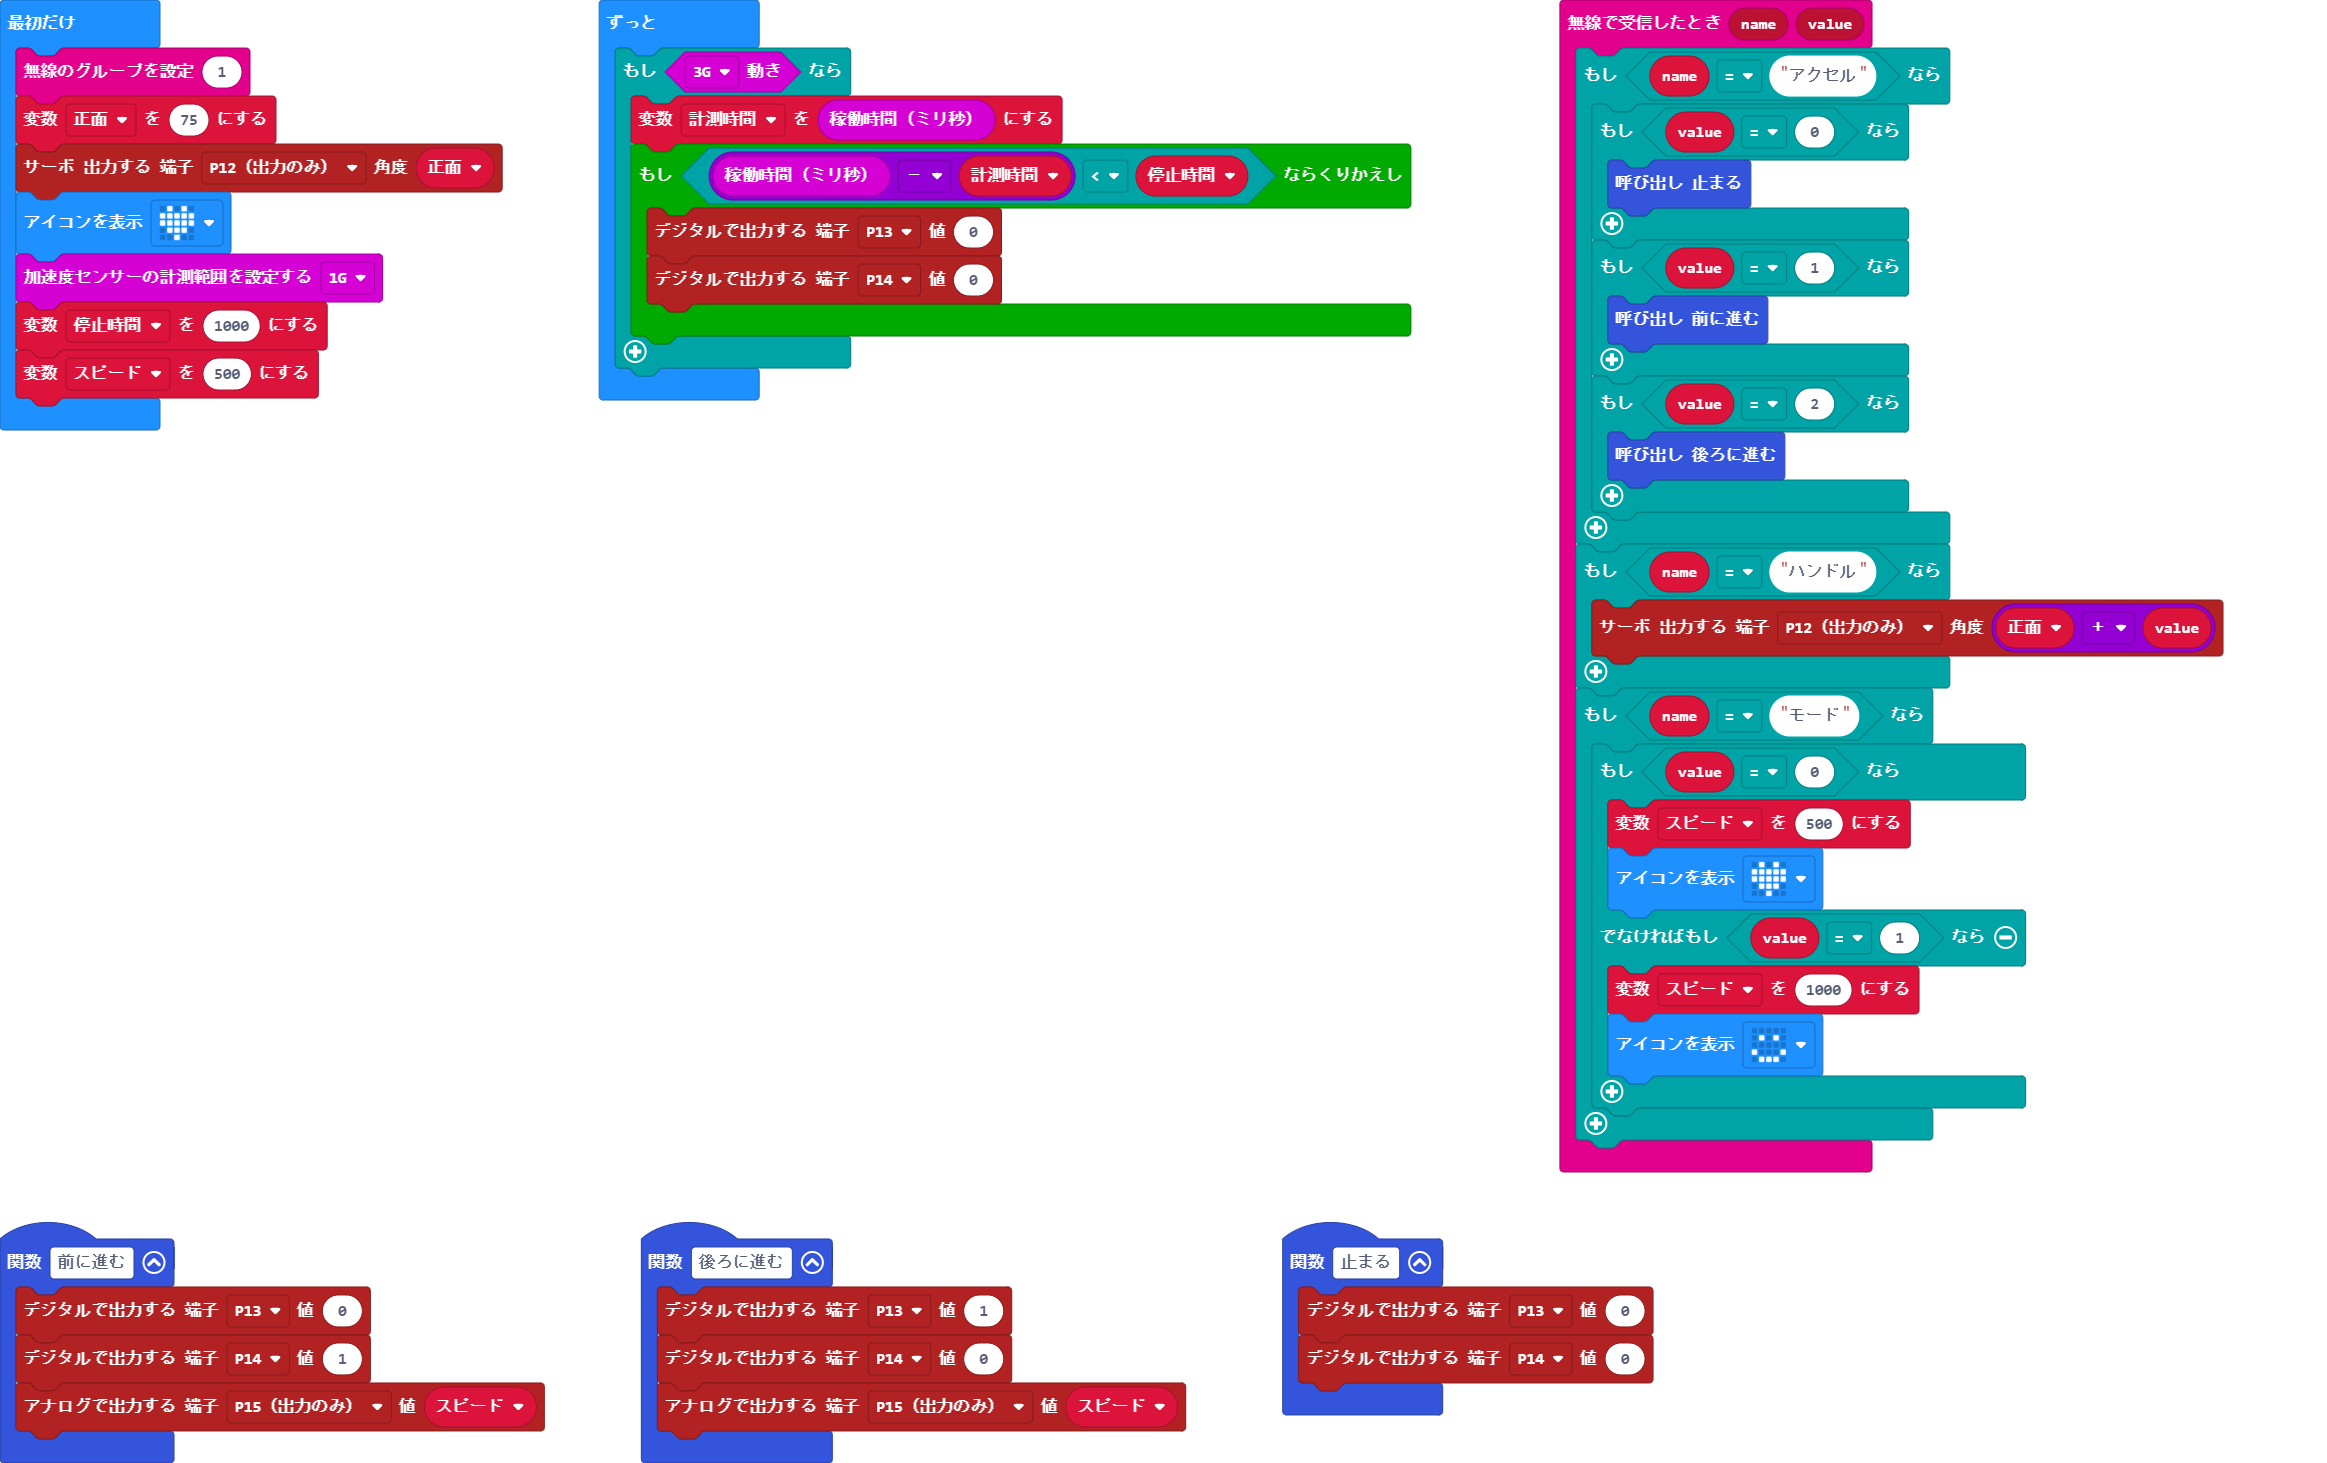 最初だけ
無線のグループを設定 1
変数 正面 を 75 にする
サーボ 出力する 端子 P12（出力のみ） 角度 正面
アイコンを表示
加速度センサーの計測範囲を設定する 1G
変数 停止時間 を 1000 にする
変数 スピード を 500 にする
ずっと
もし 3G 動き なら
変数 計測時間 を 稼働時間（ミリ秒） にする
もし 稼働時間（ミリ秒） － 計測時間 < 停止時間 ならくりかえし
デジタルで出力する 端子 P13 値 0
デジタルで出力する 端子 P14 値 0
無線で受信したとき name value
もし name = "アクセル" なら
もし value = 0 なら
呼び出し 止まる
もし value = 1 なら
呼び出し 前に進む
もし value = 2 なら
呼び出し 後ろに進む
もし name = "ハンドル" なら
サーボ 出力する 端子 P12（出力のみ） 角度 正面 + value
もし name = "モード" なら
もし value = 0 なら
変数 スピード を 500 にする
アイコンを表示
でなければもし value = 1 なら
変数 スピード を 1000 にする
アイコンを表示
関数 前に進む
デジタルで出力する 端子 P13 値 0
デジタルで出力する 端子 P14 値 1
アナログで出力する 端子 P15（出力のみ） 値 スピード
関数 後ろに進む
デジタルで出力する 端子 P13 値 1
デジタルで出力する 端子 P14 値 0
アナログで出力する 端子 P15（出力のみ） 値 スピード
関数 止まる
デジタルで出力する 端子 P13 値 0
デジタルで出力する 端子 P14 値 0